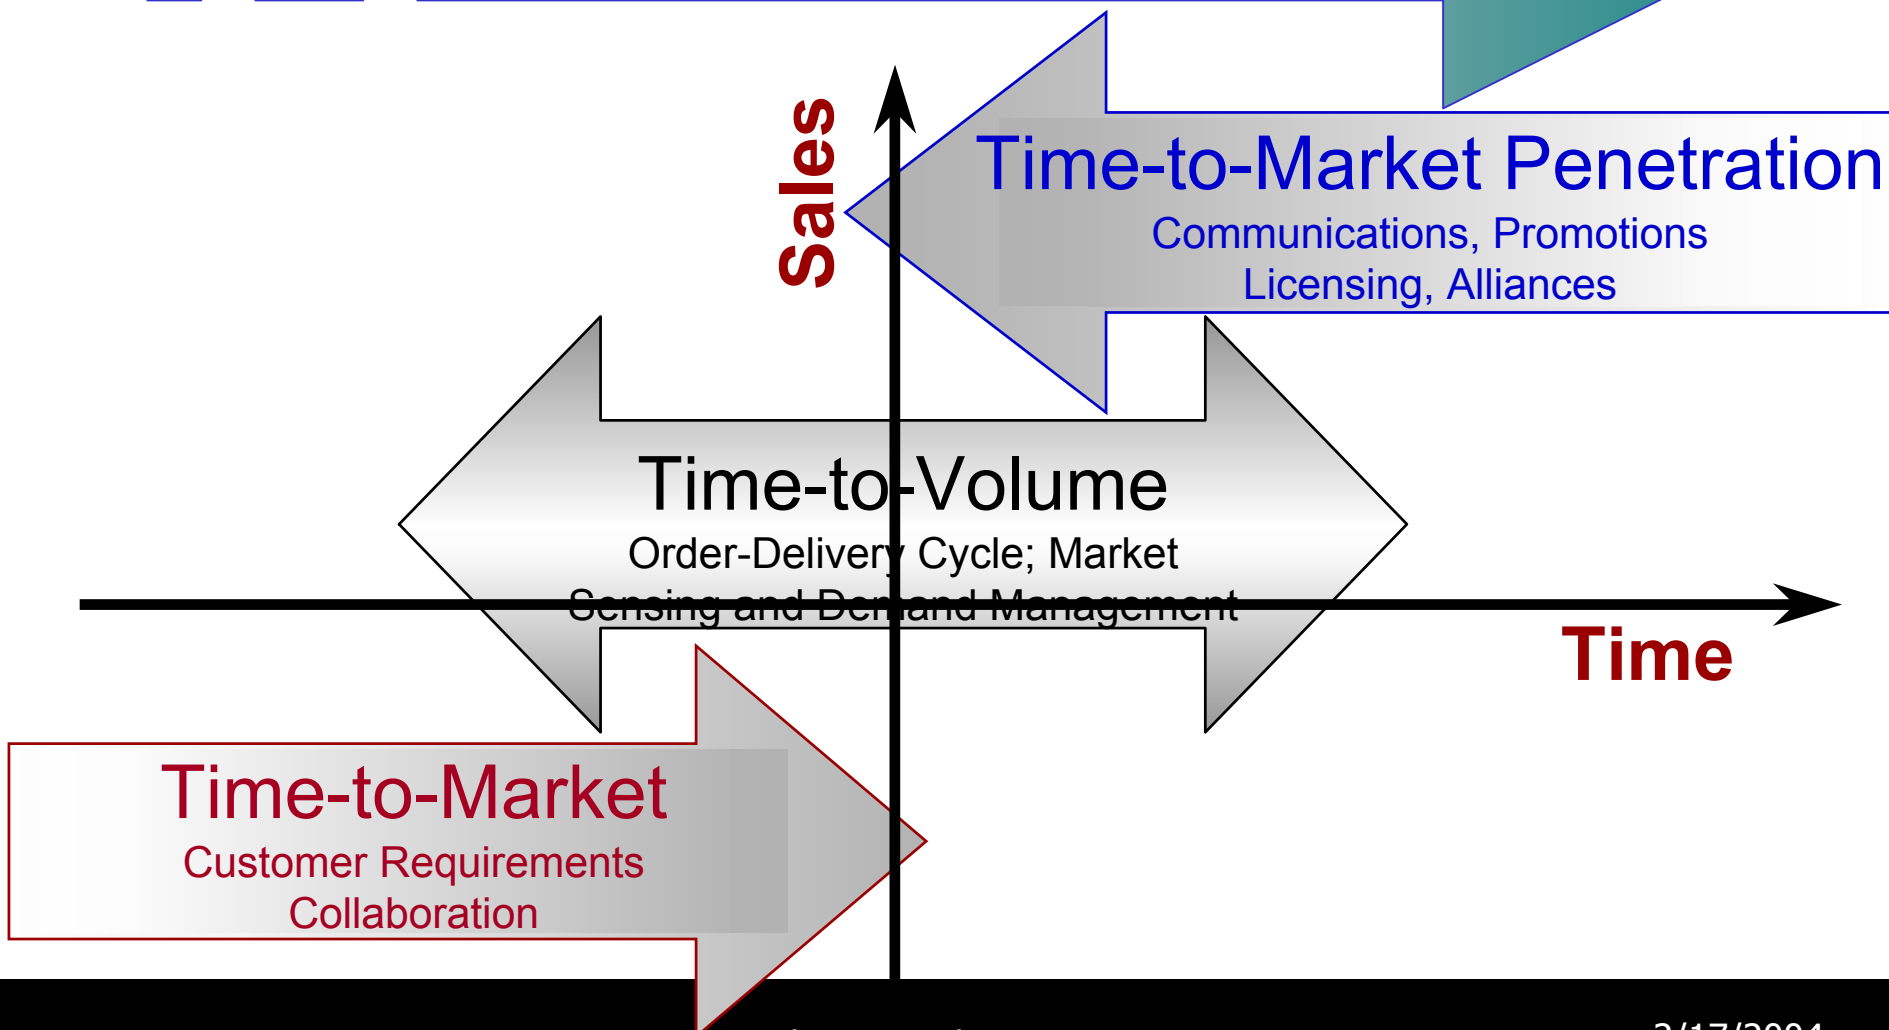 Sales
Time-to-Market Penetration
Communications, Promotions
Licensing, Alliances
Time-to-Volume
Order-Delivery Cycle; Market
Sensing and Demand Management
Time
Time-to-Market
Customer Requirements
Collaboration